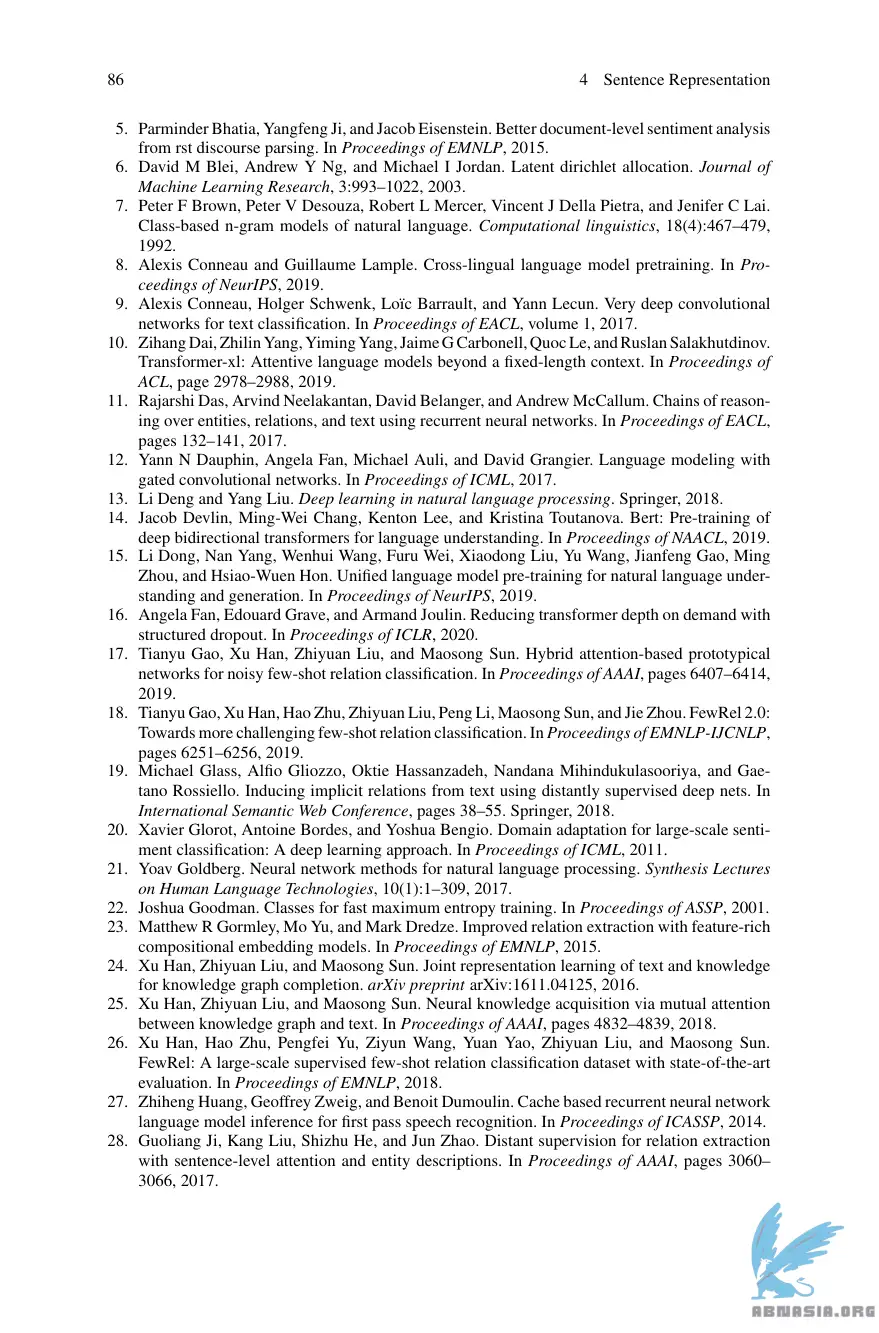 86
4 Sentence Representation
5. Parminder Bhatia, Yangfeng Ji, and Jacob Eisenstein. Better document-level sentiment analysis
from rst discourse parsing. In Proceedings of EMNLP, 2015.
6. David M Blei, Andrew Y Ng, and Michael I Jordan. Latent dirichlet allocation. Journal of
Machine Learning Research, 3:993–1022, 2003.
7. Peter F Brown, Peter V Desouza, Robert L Mercer, Vincent J Della Pietra, and Jenifer C Lai.
Class-based n-gram models of natural language. Computational linguistics, 18(4):467–479,
1992.
8. Alexis Conneau and Guillaume Lample. Cross-lingual language model pretraining. In Pro-
ceedings of NeurIPS, 2019.
9. Alexis Conneau, Holger Schwenk, Loïc Barrault, and Yann Lecun. Very deep convolutional
networks for text classification. In Proceedings of EACL, volume 1, 2017.
10. Zihang Dai, Zhilin Yang, Yiming Yang, Jaime G Carbonell, Quoc Le, and Ruslan Salakhutdinov.
Transformer-xl: Attentive language models beyond a fixed-length context. In Proceedings of
ACL, page 2978–2988, 2019.
11. Rajarshi Das, Arvind Neelakantan, David Belanger, and Andrew McCallum. Chains of reason-
ing over entities, relations, and text using recurrent neural networks. In Proceedings of EACL,
pages 132–141, 2017.
12. Yann N Dauphin, Angela Fan, Michael Auli, and David Grangier. Language modeling with
gated convolutional networks. In Proceedings of ICML, 2017.
13. Li Deng and Yang Liu. Deep learning in natural language processing. Springer, 2018.
14. Jacob Devlin, Ming-Wei Chang, Kenton Lee, and Kristina Toutanova. Bert: Pre-training of
deep bidirectional transformers for language understanding. In Proceedings of NAACL, 2019.
15. Li Dong, Nan Yang, Wenhui Wang, Furu Wei, Xiaodong Liu, Yu Wang, Jianfeng Gao, Ming
Zhou, and Hsiao-Wuen Hon. Unified language model pre-training for natural language under-
standing and generation. In Proceedings of NeurIPS, 2019.
16. Angela Fan, Edouard Grave, and Armand Joulin. Reducing transformer depth on demand with
structured dropout. In Proceedings of ICLR, 2020.
17. Tianyu Gao, Xu Han, Zhiyuan Liu, and Maosong Sun. Hybrid attention-based prototypical
networks for noisy few-shot relation classification. In Proceedings of AAAI, pages 6407–6414,
2019.
18. Tianyu Gao, Xu Han, Hao Zhu, Zhiyuan Liu, Peng Li, Maosong Sun, and Jie Zhou. FewRel 2.0:
Towards more challenging few-shot relation classification. In Proceedings of EMNLP-IJCNLP,
pages 6251–6256, 2019.
19. Michael Glass, Alfio Gliozzo, Oktie Hassanzadeh, Nandana Mihindukulasooriya, and Gae-
tano Rossiello. Inducing implicit relations from text using distantly supervised deep nets. In
International Semantic Web Conference, pages 38–55. Springer, 2018.
20. Xavier Glorot, Antoine Bordes, and Yoshua Bengio. Domain adaptation for large-scale senti-
ment classification: A deep learning approach. In Proceedings of ICML, 2011.
21. Yoav Goldberg. Neural network methods for natural language processing. Synthesis Lectures
on Human Language Technologies, 10(1):1–309, 2017.
22. Joshua Goodman. Classes for fast maximum entropy training. In Proceedings of ASSP, 2001.
23. Matthew R Gormley, Mo Yu, and Mark Dredze. Improved relation extraction with feature-rich
compositional embedding models. In Proceedings of EMNLP, 2015.
24. Xu Han, Zhiyuan Liu, and Maosong Sun. Joint representation learning of text and knowledge
for knowledge graph completion. arXiv preprint arXiv:1611.04125, 2016.
25. Xu Han, Zhiyuan Liu, and Maosong Sun. Neural knowledge acquisition via mutual attention
between knowledge graph and text. In Proceedings of AAAI, pages 4832–4839, 2018.
26. Xu Han, Hao Zhu, Pengfei Yu, Ziyun Wang, Yuan Yao, Zhiyuan Liu, and Maosong Sun.
FewRel: A large-scale supervised few-shot relation classification dataset with state-of-the-art
evaluation. In Proceedings of EMNLP, 2018.
27. Zhiheng Huang, Geoffrey Zweig, and Benoit Dumoulin. Cache based recurrent neural network
language model inference for first pass speech recognition. In Proceedings of ICASSP, 2014.
28. Guoliang Ji, Kang Liu, Shizhu He, and Jun Zhao. Distant supervision for relation extraction
with sentence-level attention and entity descriptions. In Proceedings of AAAI, pages 3060–
3066, 2017.
ABNASIA.ORG